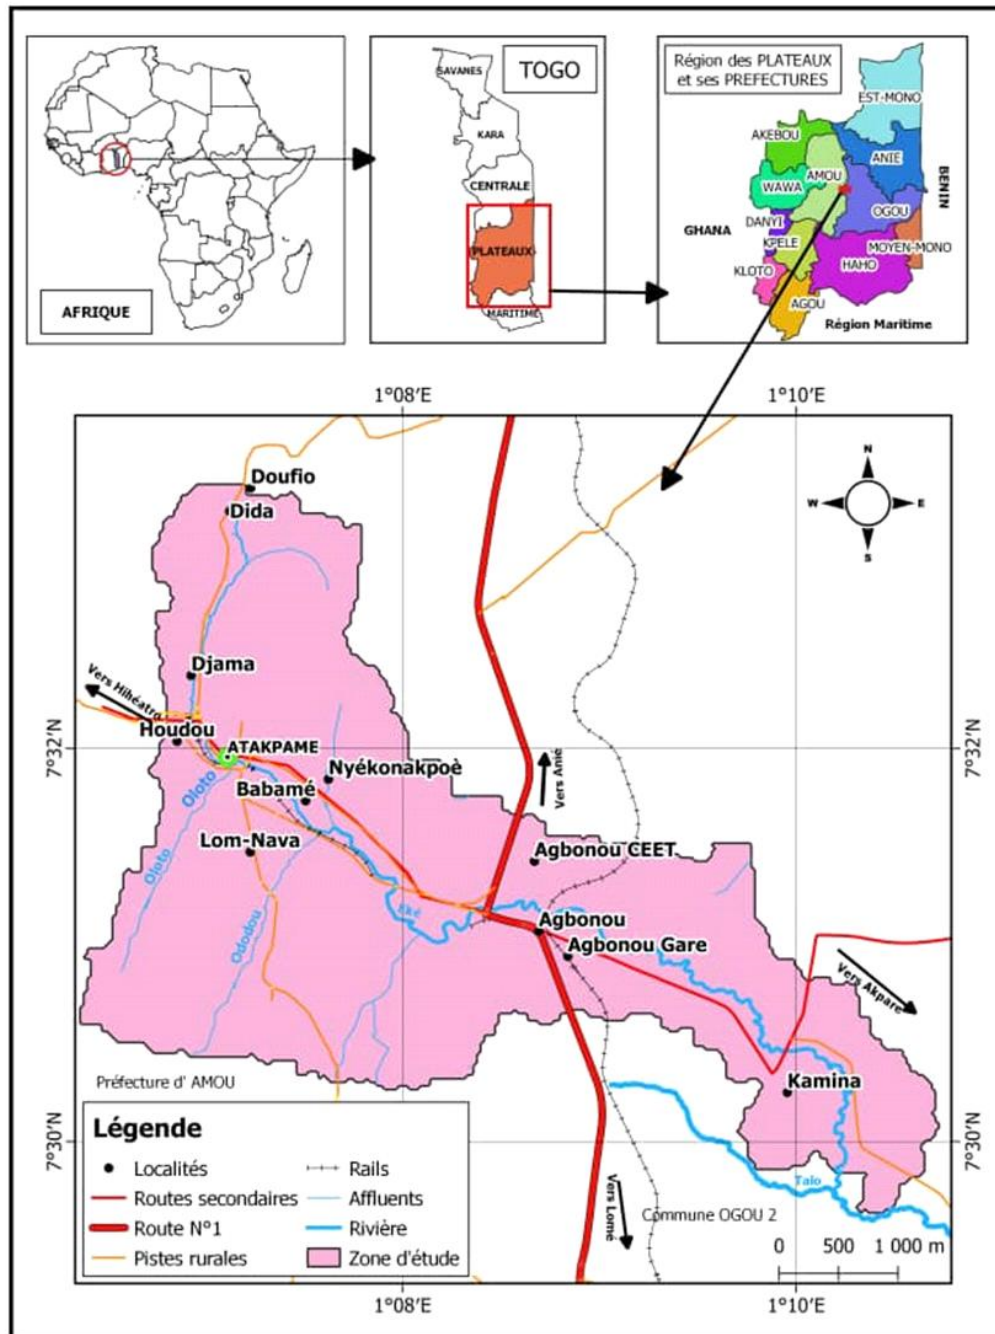 AFRIQUE
TOGO
SAVANES
KARA
CENTRALE
PLATEAUX
MARITIME
Région des PLATEAUX
et ses PREFECTURES
EST-MONO
AKEBOU
ANIE
AMOU
WAWA
BENIN
OGOU
DANYI
GHANA
KPELE
MOYEN-MONO
KLOTO
HAHO
AGOU
Région Maritime
1°08'E
1°10'E
N
W
E
S
Doufio
Dida
Djama
Vers Hihéatro
Houdou
7°32'N
ATAKPAME
7°32'N
Nyékonakpoè
Vers Anié
Oloto
Babamé
Lom-Nava
Agbonou CEET
Oloto
Eké
Agbonou
Ododou
Agbonou Gare
Vers Akpare
Kamina
Préfecture d' AMOU
7°30'N
7°30'N
Talo
Vers Lomé
Commune OGOU 2
Légende
Localités
Rails
Routes secondaires
Affluents
Route N°1
Rivière
Pistes rurales
Zone d'étude
0 500 1 000 m
1°08'E
1°10'E